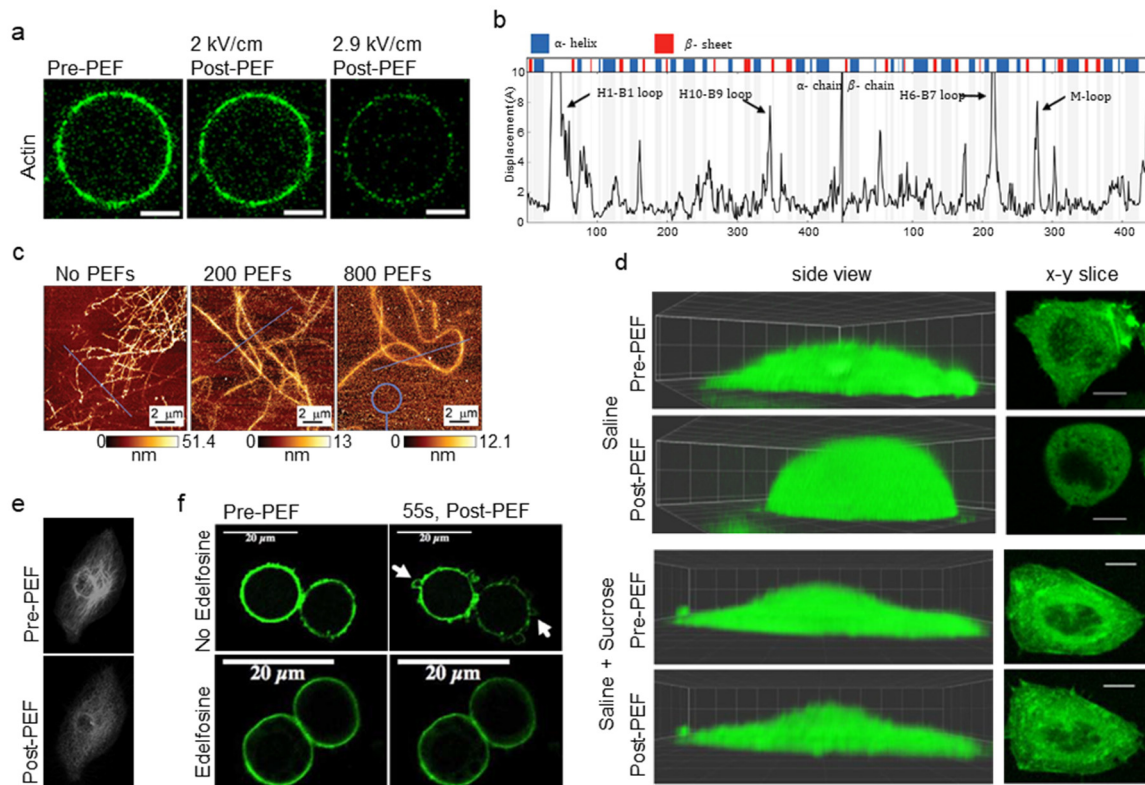 a
Pre-PEF
2 kV/cm
Post-PEF
2.9 kV/cm
Post-PEF
Actin
b
α- helix
β- sheet
Displacement(A)
10
8
6
4
2
0
H1-B1 loop
H10-B9 loop
α- chain
β- chain
H6-B7 loop
M-loop
100 200 300 400 100 200 300 400
c
No PEFs
200 PEFs
800 PEFs
2 μm
2 μm
2 μm
0 51.4
nm
0 13
nm
0 12.1
nm
d
side view
x-y slice
Saline
Pre-PEF
Post-PEF
Saline + Sucrose
Pre-PEF
Post-PEF
e
Pre-PEF
Post-PEF
f
Pre-PEF
55s, Post-PEF
No Edelfosine
20 μm
20 μm
Edelfosine
20 μm
20 μm